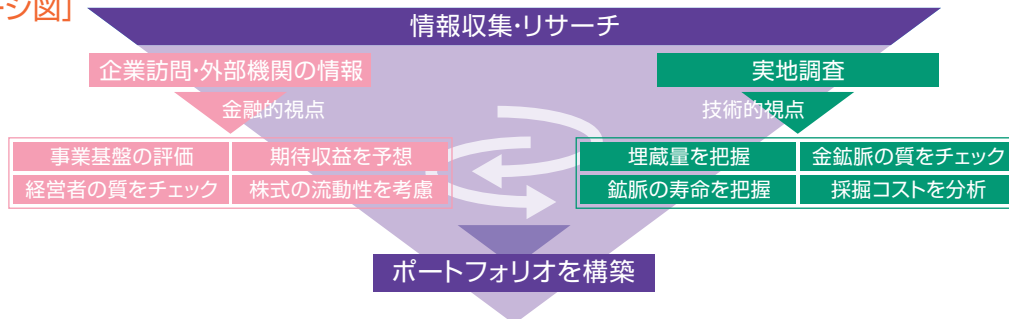 ージ図］
情報収集・リサーチ
企業訪問・外部機関の情報
金融的視点
事業基盤の評価
期待収益を予想
経営者の質をチェック
株式の流動性を考慮
実地調査
技術的視点
埋蔵量を把握
金鉱脈の質をチェック
鉱脈の寿命を把握
採掘コストを分析
ポートフォリオを構築